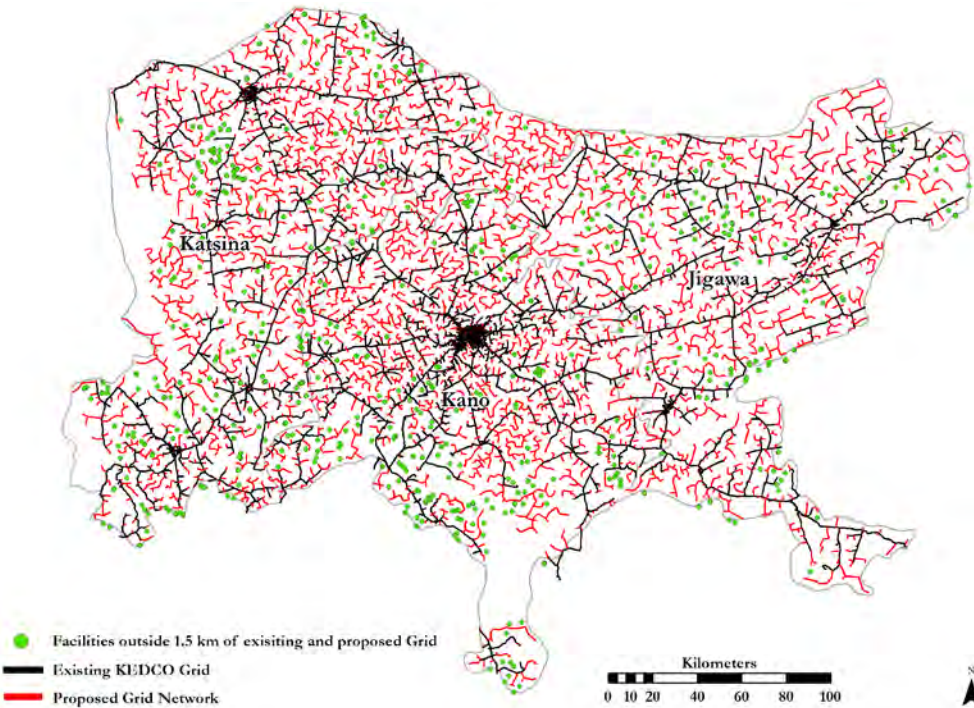 Katsina
Jigawa
Kano
Facilities outside 1.5 km of exisiting and proposed Grid
Existing KEDCO Grid
Proposed Grid Network
Kilometers
0 10 20 40 60 80 100
N